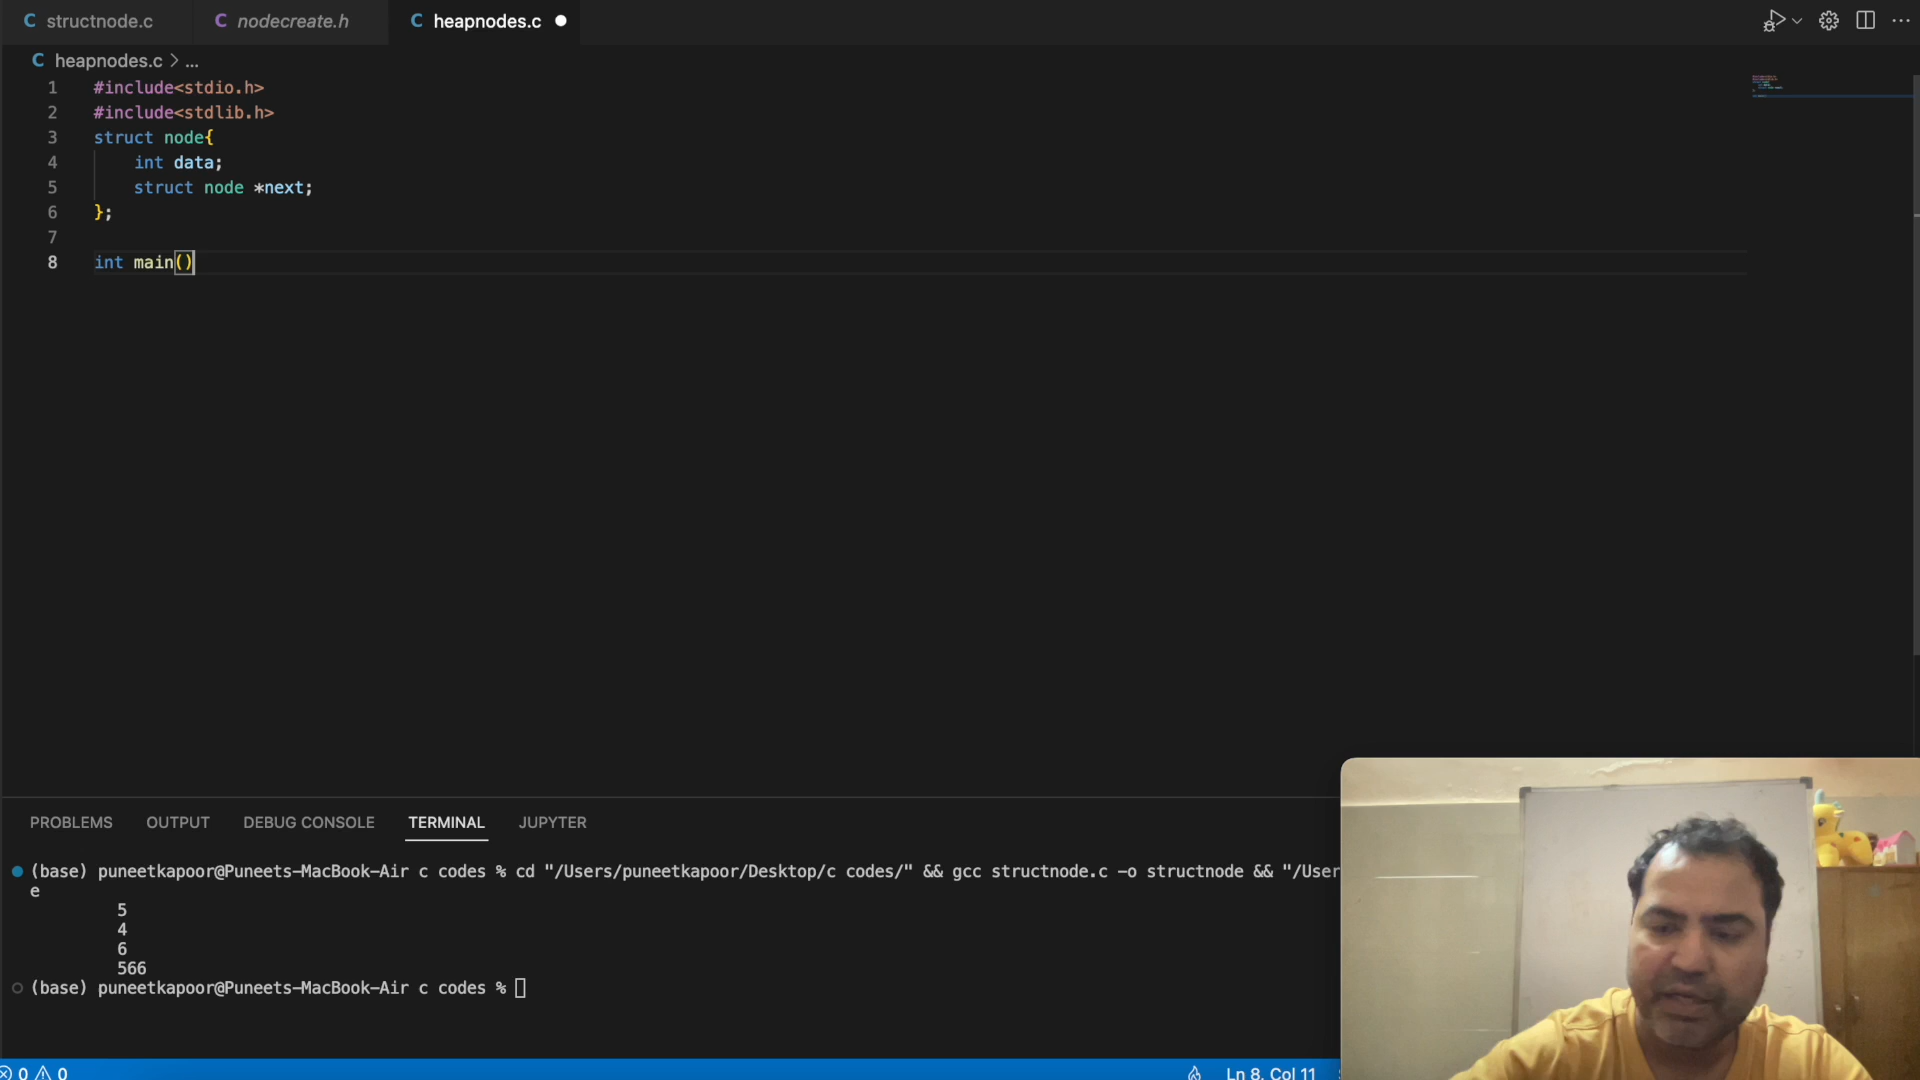 C structnode.c C nodecreate.h C heapnodes.c
C heapnodes.c > ...
1 #include<stdio.h>
2 #include<stdlib.h>
3 struct node{
4 int data;
5 struct node *next;
6 };
7
8 int main()
PROBLEMS OUTPUT DEBUG CONSOLE TERMINAL JUPYTER
(base) puneetkapoor@Puneets-MacBook-Air c codes % cd "/Users/puneetkapoor/Desktop/c codes/" && gcc structnode.c -o structnode && "/User
e
5
4
6
566
(base) puneetkapoor@Puneets-MacBook-Air c codes %
0 0 Ln 8, Col 11